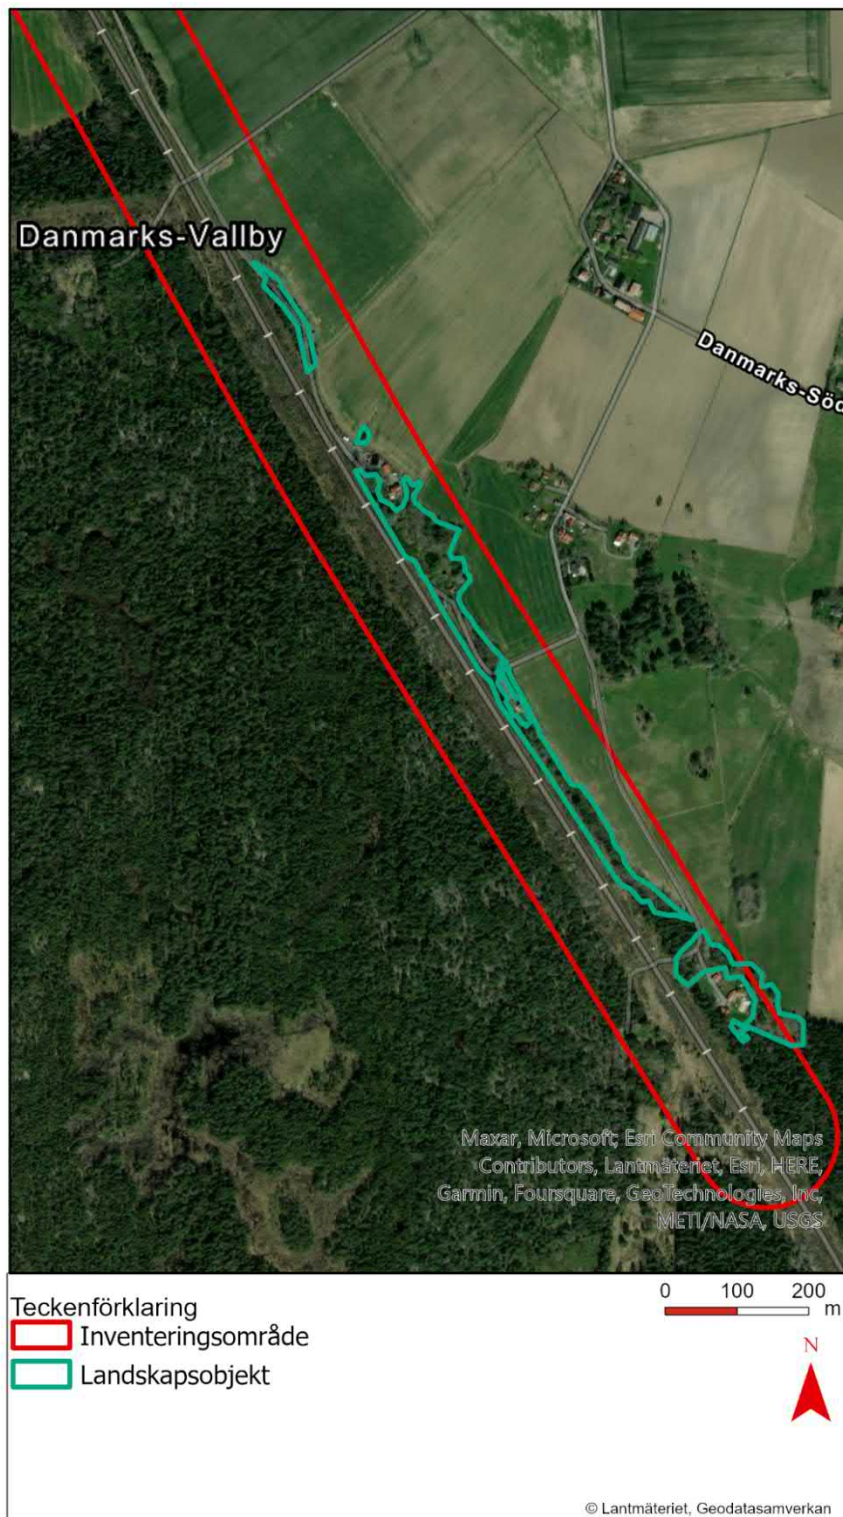 Danmarks-Vallby
Danmarks-Söd
Maxar, Microsoft, Esri Community Maps
Contributors, Lantmäteriet, Esri, HERE,
Garmin, Foursquare, GeoTechnologies, Inc,
METI/NASA, USGS
Teckenförklaring
Inventeringsområde
Landskapsobjekt
0 100 200
m
N
© Lantmäteriet, Geodatasamverkan